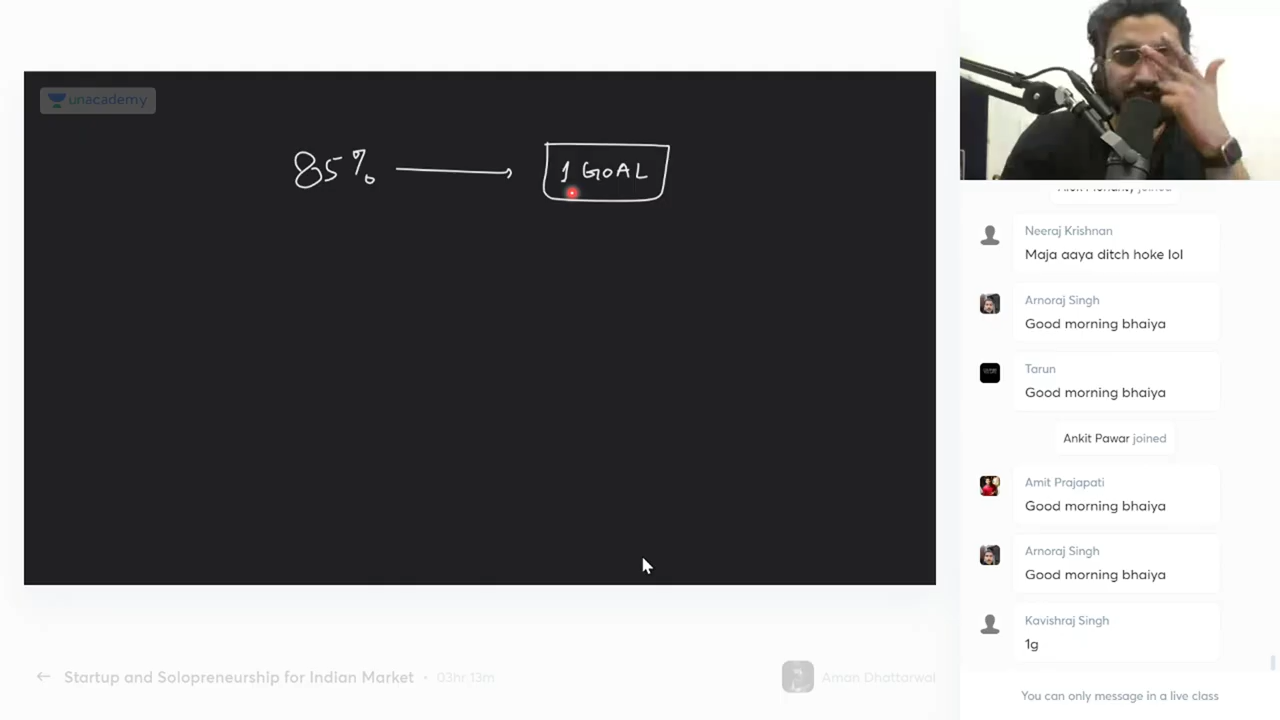 unacademy
85% → 1 GOAL
Neeraj Krishnan
Maja aaya ditch hoke lol
Arnoraj Singh
Good morning bhaiya
Tarun
Good morning bhaiya
Ankit Pawar joined
Amit Prajapati
Good morning bhaiya
Arnoraj Singh
Good morning bhaiya
Kavishraj Singh
1g
You can only message in a live class
← Startup and Solopreneurship for Indian Market • 03hr 13m
Aman Dhattarwal